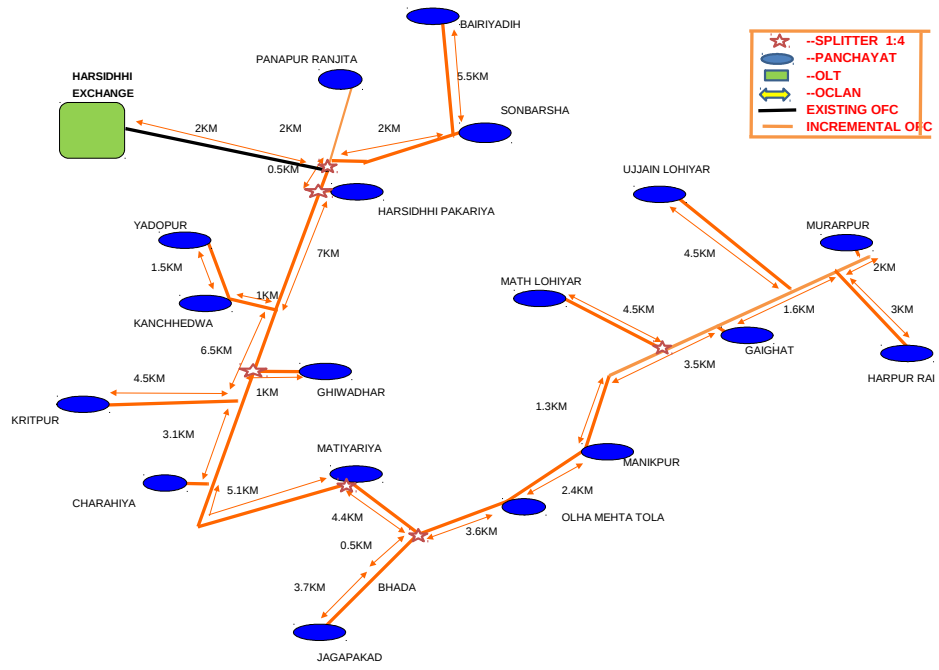 BAIRIYADIH
PANAPUR RANJITA
HARSIDHHI
EXCHANGE
5.5KM
SONBARSHA
2KM
2KM
2KM
0.5KM
HARSIDHHI PAKARIYA
--SPLITTER 1:4
--PANCHAYAT
--OLT
--OCLAN
EXISTING OFC
INCREMENTAL OFC
UJJAIN LOHIYAR
MURARPUR
YADOPUR
7KM
4.5KM
2KM
1.5KM
1KM
MATH LOHIYAR
4.5KM
1.6KM
3KM
KANCHHEDWA
6.5KM
GAIGHAT
3.5KM
HARPUR RAI
4.5KM
1KM
GHIWADHAR
KRITPUR
1.3KM
3.1KM
MATIYARIYA
MANIKPUR
CHARAHIYA
5.1KM
2.4KM
4.4KM
OLHA MEHTA TOLA
3.6KM
0.5KM
3.7KM
BHADA
JAGAPAKAD